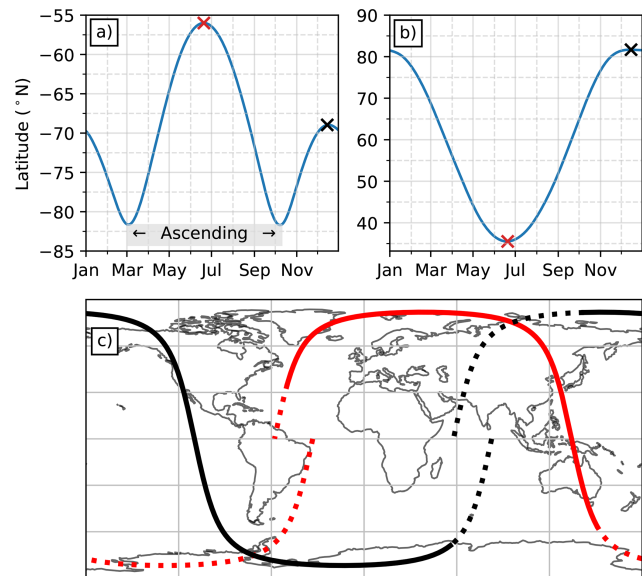 a)
b)
−55
−60
−65
−70
−75
−80
−85
Latitude (°N)
← Ascending →
Jan Mar May Jul Sep Nov
90
80
70
60
50
40
Jan Mar May Jul Sep Nov
c)